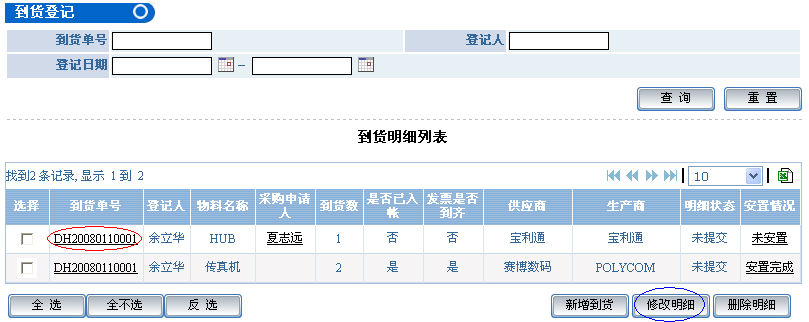 到货登记
到货单号 登记人
登记日期 –
查 询 重 置
到货明细列表
找到2 条记录, 显示 1 到 2 10
选择 到货单号 登记人 物料名称 采购申请人 到货数 是否已入帐 发票是否到齐 供应商 生产商 明细状态 安置情况
DH20080110001 余立华 HUB 夏志远 1 否 否 宝利通 宝利通 未提交 未安置
DH20080110001 余立华 传真机 2 是 是 赛博数码 POLYCOM 未提交 安置完成
全 选 全不选 反 选 新增到货 修改明细 删除明细